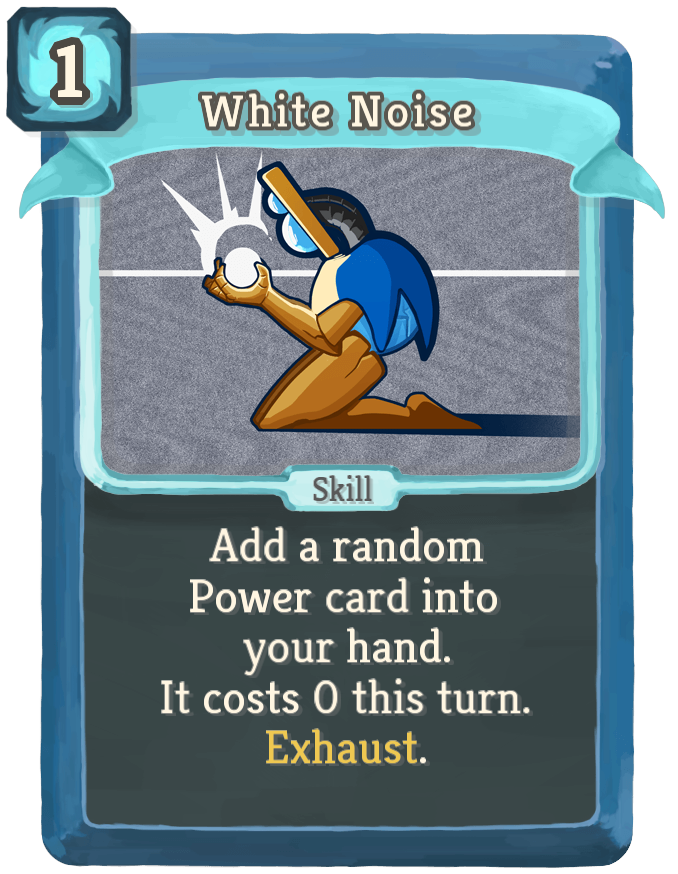 1
White Noise
Skill
Add a random
Power card into
your hand.
It costs 0 this turn.
Exhaust.